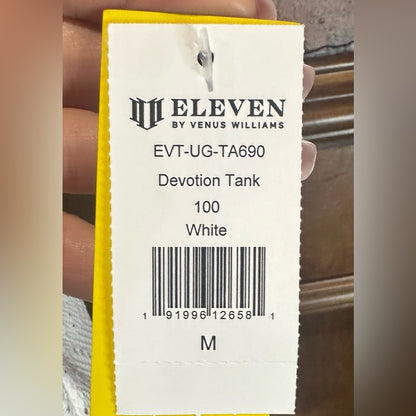 ELEVEN
BY VENUS WILLIAMS
EVT-UG-TA690
Devotion Tank
100
White
1 91996 12658 1
M